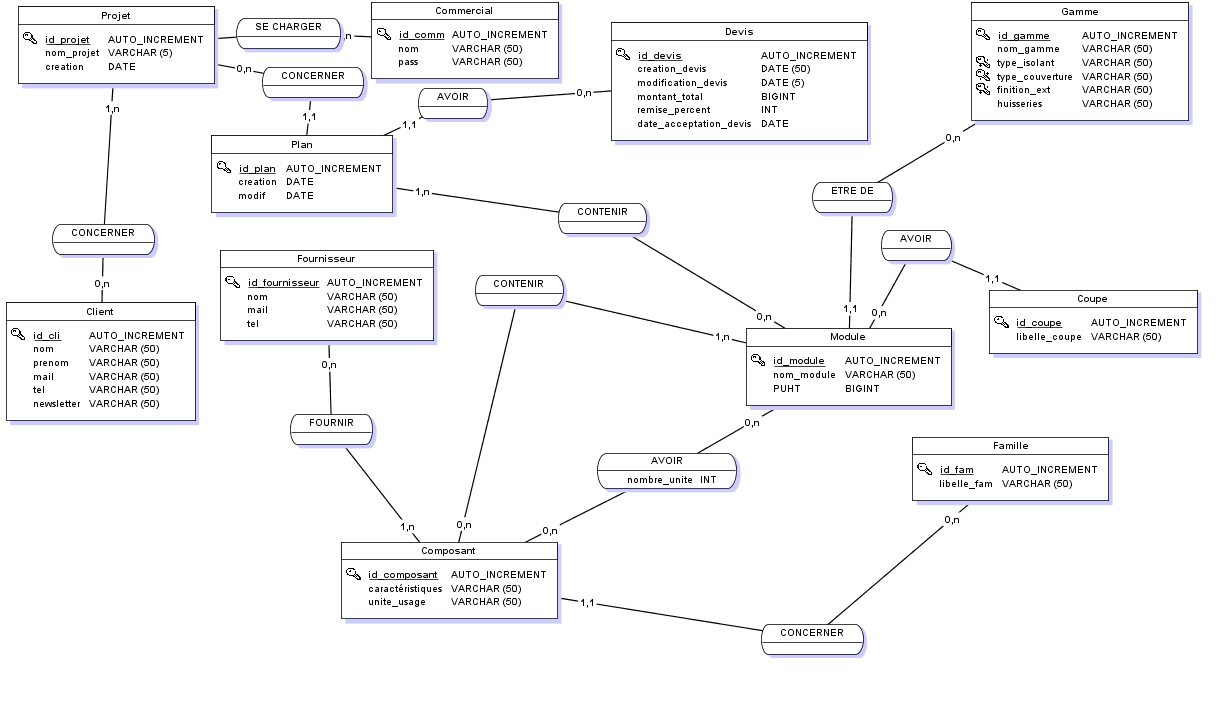 Projet
id_projet AUTO_INCREMENT
nom_projet VARCHAR (5)
creation DATE
SE CHARGER
,n
Commercial
id_comm AUTO_INCREMENT
nom VARCHAR (50)
pass VARCHAR (50)
0,n
CONCERNER
1,1
AVOIR
1,1
0,n
Devis
id_devis AUTO_INCREMENT
creation_devis DATE (50)
modification_devis DATE (5)
montant_total BIGINT
remise_percent INT
date_acceptation_devis DATE
Gamme
id_gamme AUTO_INCREMENT
nom_gamme VARCHAR (50)
type_isolant VARCHAR (50)
type_couverture VARCHAR (50)
finition_ext VARCHAR (50)
huisseries VARCHAR (50)
1,n
Plan
id_plan AUTO_INCREMENT
creation DATE
modif DATE
1,n
CONTENIR
0,n
0,n
ETRE DE
1,1
AVOIR
1,1
0,n
CONCERNER
0,n
Client
id_cli AUTO_INCREMENT
nom VARCHAR (50)
prenom VARCHAR (50)
mail VARCHAR (50)
tel VARCHAR (50)
newsletter VARCHAR (50)
Fournisseur
id_fournisseur AUTO_INCREMENT
nom VARCHAR (50)
mail VARCHAR (50)
tel VARCHAR (50)
0,n
FOURNIR
1,n
CONTENIR
1,n
0,n
Coupe
id_coupe AUTO_INCREMENT
libelle_coupe VARCHAR (50)
Module
id_module AUTO_INCREMENT
nom_module VARCHAR (50)
PUHT BIGINT
0,n
AVOIR
nombre_unite INT
0,n
Famille
id_fam AUTO_INCREMENT
libelle_fam VARCHAR (50)
0,n
Composant
id_composant AUTO_INCREMENT
caractéristiques VARCHAR (50)
unite_usage VARCHAR (50)
1,1
CONCERNER